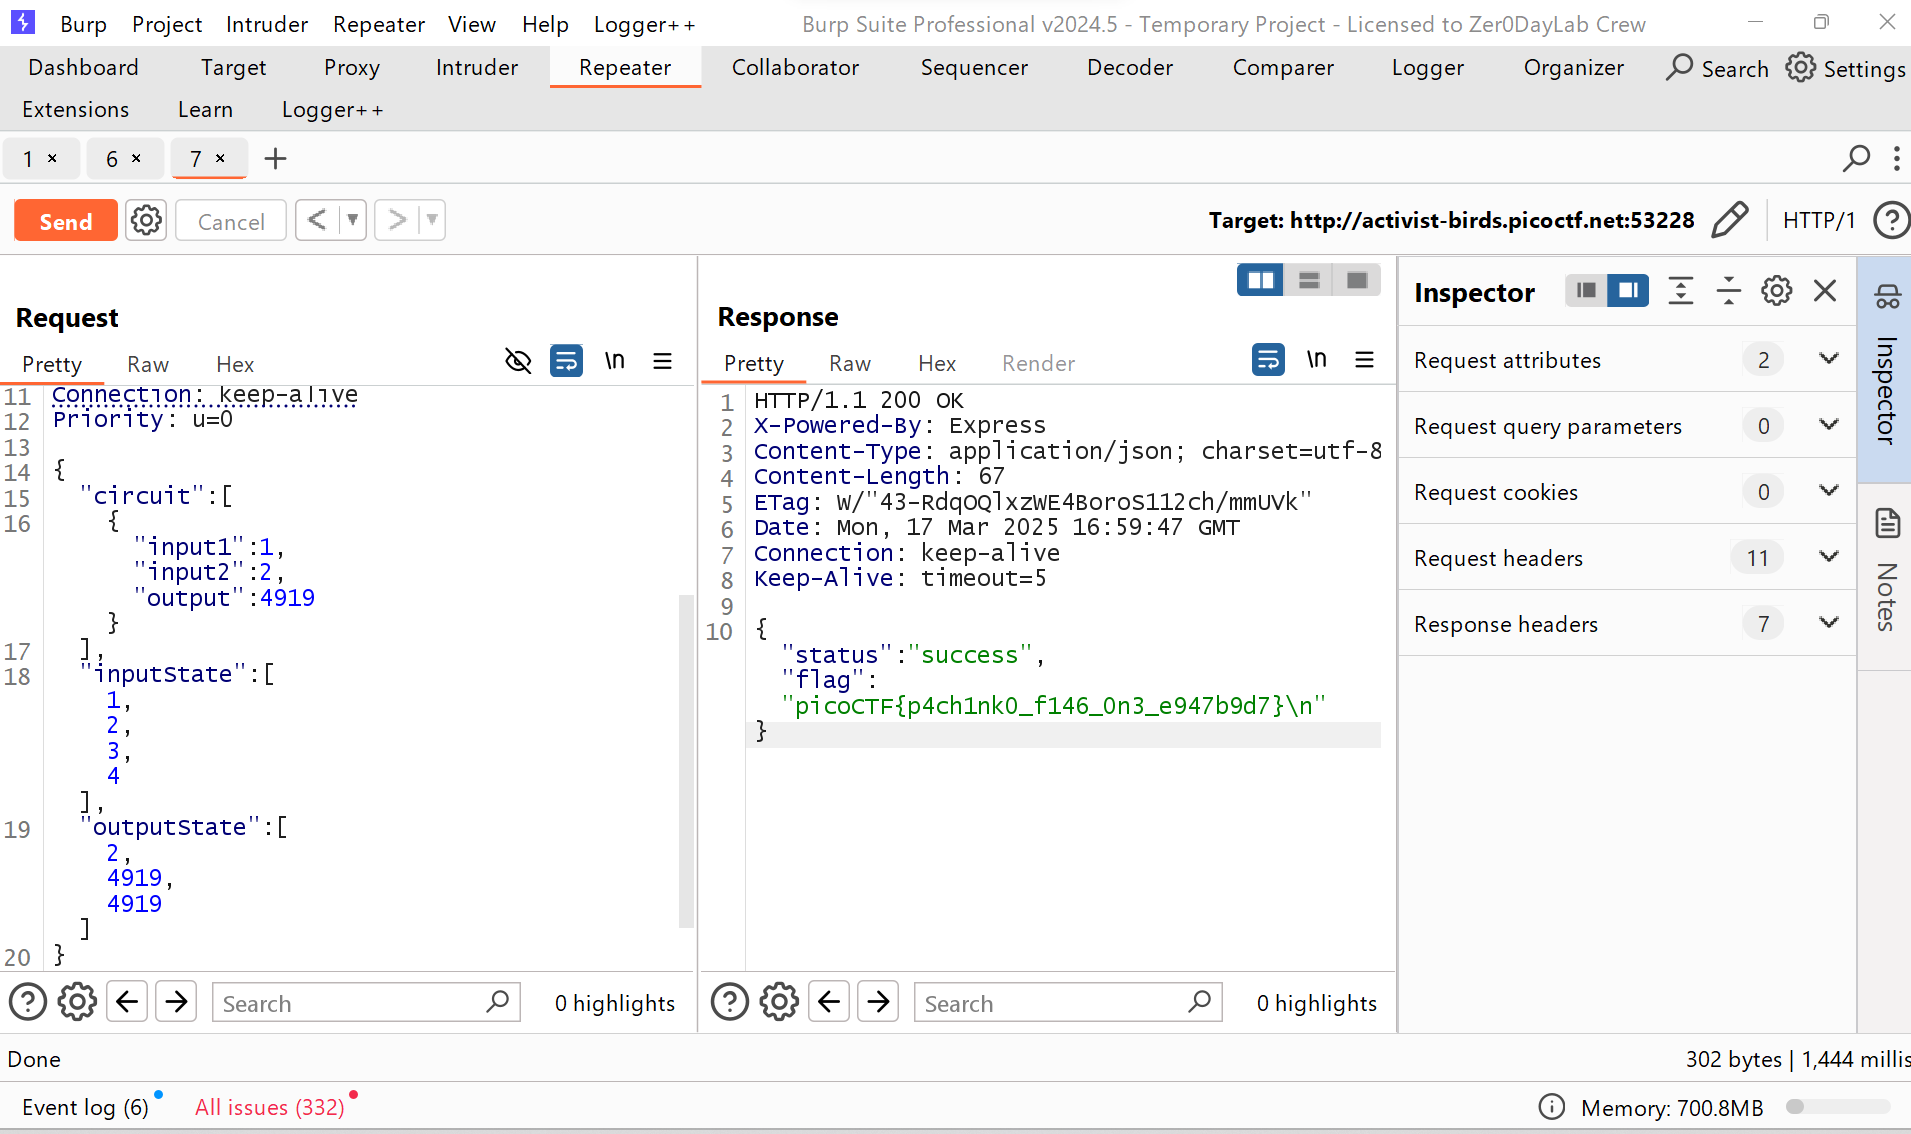 Burp Project Intruder Repeater View Help Logger++ Burp Suite Professional v2024.5 - Temporary Project - Licensed to Zer0DayLab Crew
Dashboard Target Proxy Intruder Repeater Collaborator Sequencer Decoder Comparer Logger Organizer Search Settings
Extensions Learn Logger++
1 × 6 × 7 × +
Send Cancel < > Target: http://activist-birds.picoctf.net:53228 HTTP/1 ?
Request
Pretty Raw Hex \n
11 Connection: keep-alive
12 Priority: u=0
13
14 {
15 "circuit":[
16 {
"input1":1,
"input2":2,
"output":4919
}
17 ],
18 "inputState":[
1,
2,
3,
4
],
19 "outputState":[
2,
4919,
4919
]
20 }
? Search 0 highlights
Response
Pretty Raw Hex Render \n
1 HTTP/1.1 200 OK
2 X-Powered-By: Express
3 Content-Type: application/json; charset=utf-8
4 Content-Length: 67
5 ETag: W/"43-RdqOQlxzWE4BoroS112ch/mmUVk"
6 Date: Mon, 17 Mar 2025 16:59:47 GMT
7 Connection: keep-alive
8 Keep-Alive: timeout=5
9
10 {
"status":"success",
"flag":
"picoCTF{p4ch1nk0_f146_0n3_e947b9d7}\n"
}
? Search 0 highlights
Inspector
Request attributes 2
Request query parameters 0
Request cookies 0
Request headers 11
Response headers 7
Inspector
Notes
Done 302 bytes | 1,444 millis
Event log (6) All issues (332) Memory: 700.8MB